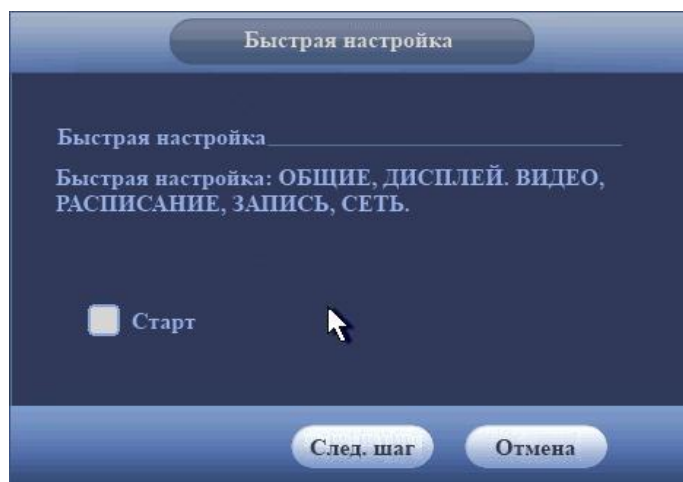 Быстрая настройка
Быстрая настройка
Быстрая настройка: ОБЩИЕ, ДИСПЛЕЙ. ВИДЕО,
РАСПИСАНИЕ, ЗАПИСЬ, СЕТЬ.
Старт
След. шаг Отмена